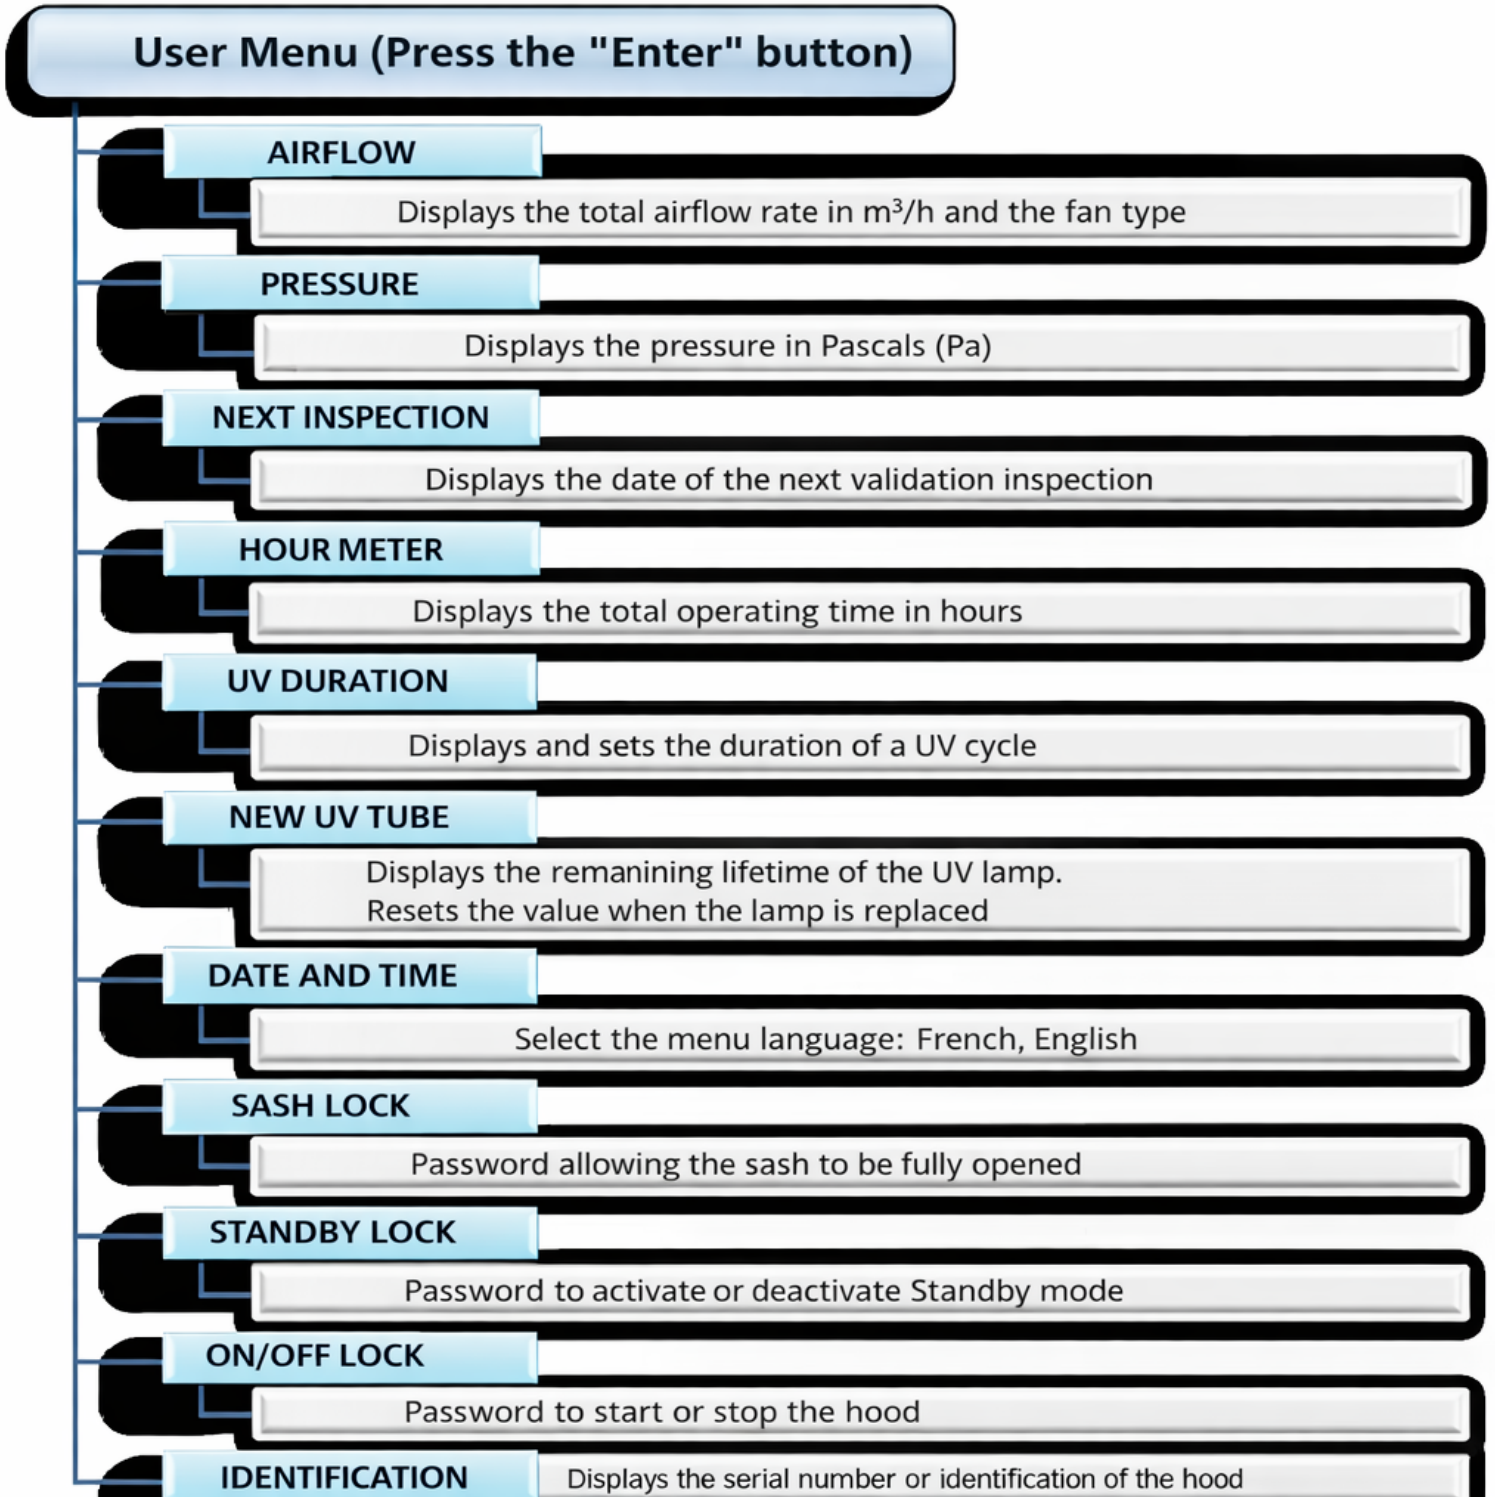 User Menu (Press the "Enter" button)
AIRFLOW
Displays the total airflow rate in m³/h and the fan type
PRESSURE
Displays the pressure in Pascals (Pa)
NEXT INSPECTION
Displays the date of the next validation inspection
HOUR METER
Displays the total operating time in hours
UV DURATION
Displays and sets the duration of a UV cycle
NEW UV TUBE
Displays the remanining lifetime of the UV lamp.
Resets the value when the lamp is replaced
DATE AND TIME
Select the menu language: French, English
SASH LOCK
Password allowing the sash to be fully opened
STANDBY LOCK
Password to activate or deactivate Standby mode
ON/OFF LOCK
Password to start or stop the hood
IDENTIFICATION
Displays the serial number or identification of the hood